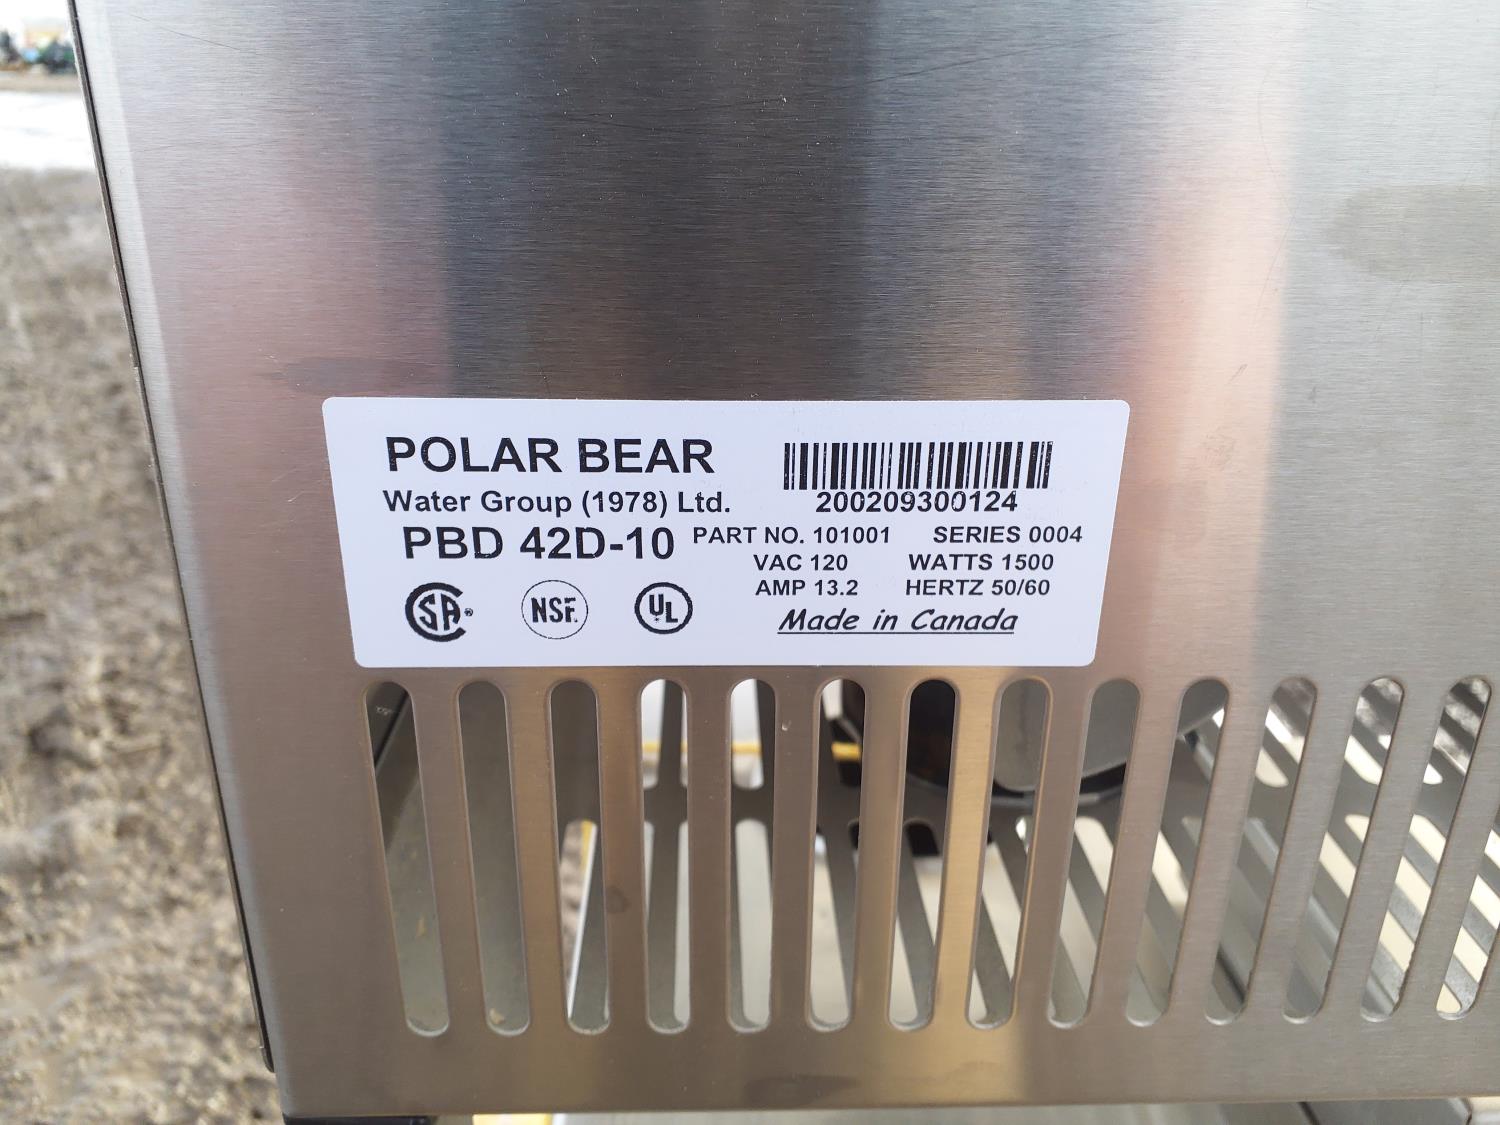 POLAR BEAR
Water Group (1978) Ltd.
200209300124
PBD 42D-10
PART NO. 101001 SERIES 0004
VAC 120 WATTS 1500
AMP 13.2 HERTZ 50/60
SA ®
NSF.
UL
Made in Canada